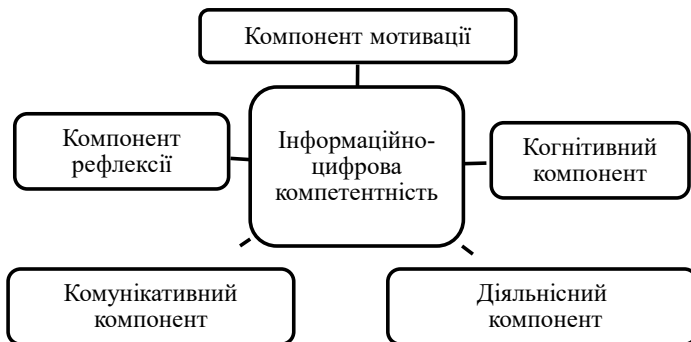 Компонент мотивації
Компонент
рефлексії
Інформаційно-
цифрова
компетентність
Когнітивний
компонент
Комунікативний
компонент
Діяльнісний
компонент